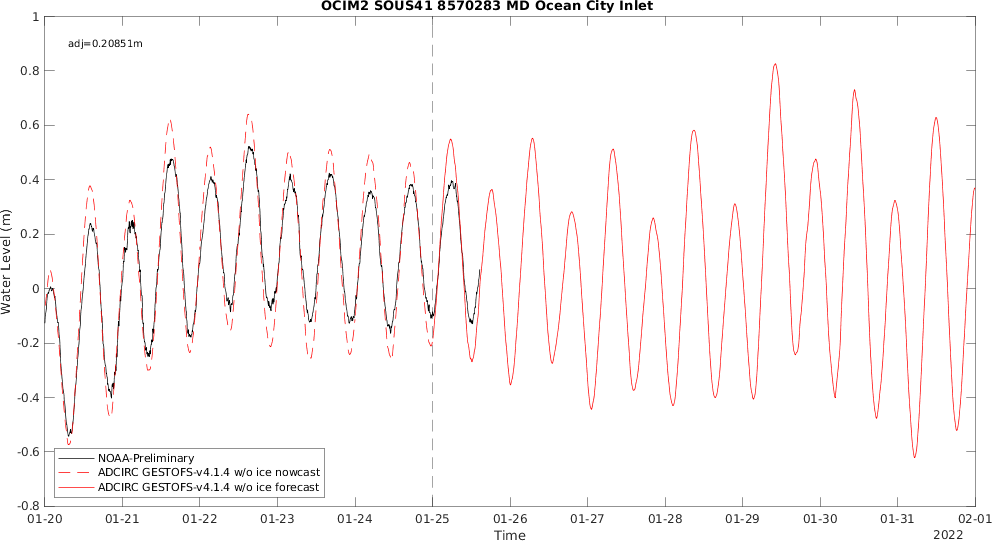 OCIM2 SOUS41 8570283 MD Ocean City Inlet
adj=0.20851m
1
0.8
0.6
0.4
0.2
0
-0.2
-0.4
-0.6
-0.8
Water Level (m)
NOAA-Preliminary
ADCIRC GESTOFS-v4.1.4 w/o ice nowcast
ADCIRC GESTOFS-v4.1.4 w/o ice forecast
01-20 01-21 01-22 01-23 01-24 01-25 01-26 01-27 01-28 01-29 01-30 01-31 02-01
Time
2022